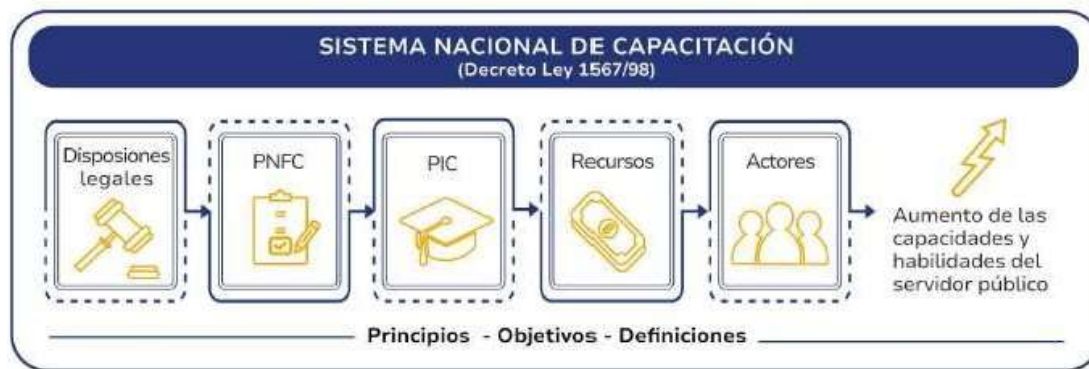 SISTEMA NACIONAL DE CAPACITACIÓN
(Decreto Ley 1567/98)
Disposiones
legales
PNFC
PIC
Recursos
Actores
Aumento de las
capacidades y
habilidades del
servidor público
Principios - Objetivos - Definiciones